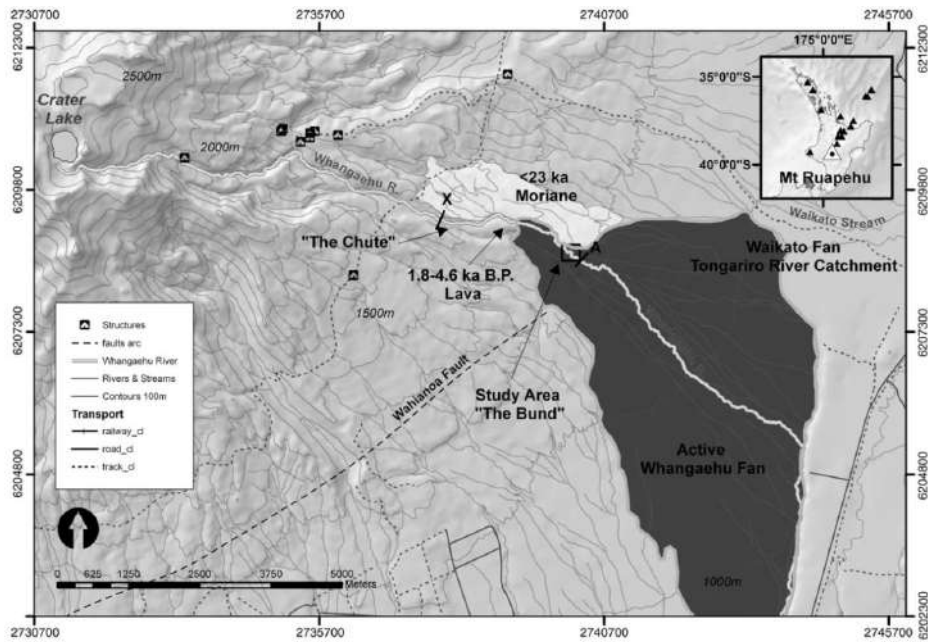 2730700 2735700 2740700 2745700
6212300 6212300
2500m
Crater
Lake
2000m
Whangaehu R.
175°0'0"E
35°0'0"S
40°0'0"S
Mt Ruapehu
6209800 6209800
<23 ka
Moriane
X
Waikato Stream
"The Chute"
A
Waikato Fan
Tongariro River Catchment
1.8-4.6 ka B.P.
Lava
1500m
6207300 6207300
Structures
faults arc
Whangaehu River
Rivers & Streams
Contours 100m
Transport
railway_cl
road_cl
track_cl
Wahianoa Fault
Study Area
"The Bund"
Active
Whangaehu Fan
6204800 6204800
0 625 1250 2500 3750 5000
Meters
1000m
6202300 6202300
2730700 2735700 2740700 2745700